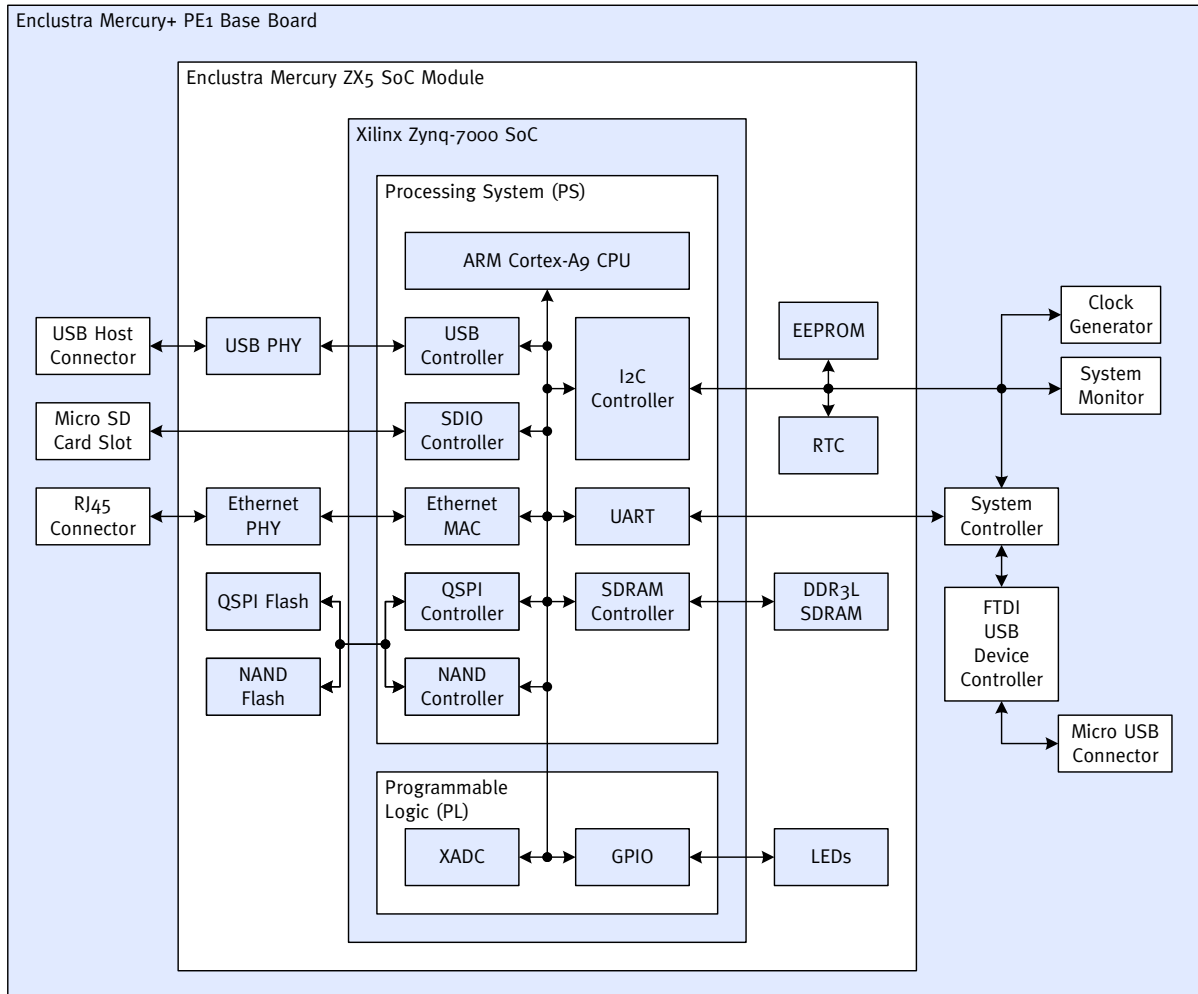 Enclustra Mercury+ PE1 Base Board
Enclustra Mercury ZX5 SoC Module
Xilinx Zynq-7000 SoC
Processing System (PS)
ARM Cortex-A9 CPU
USB Host
Connector
USB PHY
USB
Controller
I2C
Controller
EEPROM
Clock
Generator
System
Monitor
Micro SD
Card Slot
SDIO
Controller
RTC
RJ45
Connector
Ethernet
PHY
Ethernet
MAC
UART
System
Controller
QSPI Flash
QSPI
Controller
SDRAM
Controller
DDR3L
SDRAM
FTDI
USB
Device
Controller
NAND
Flash
NAND
Controller
Micro USB
Connector
Programmable
Logic (PL)
XADC
GPIO
LEDs